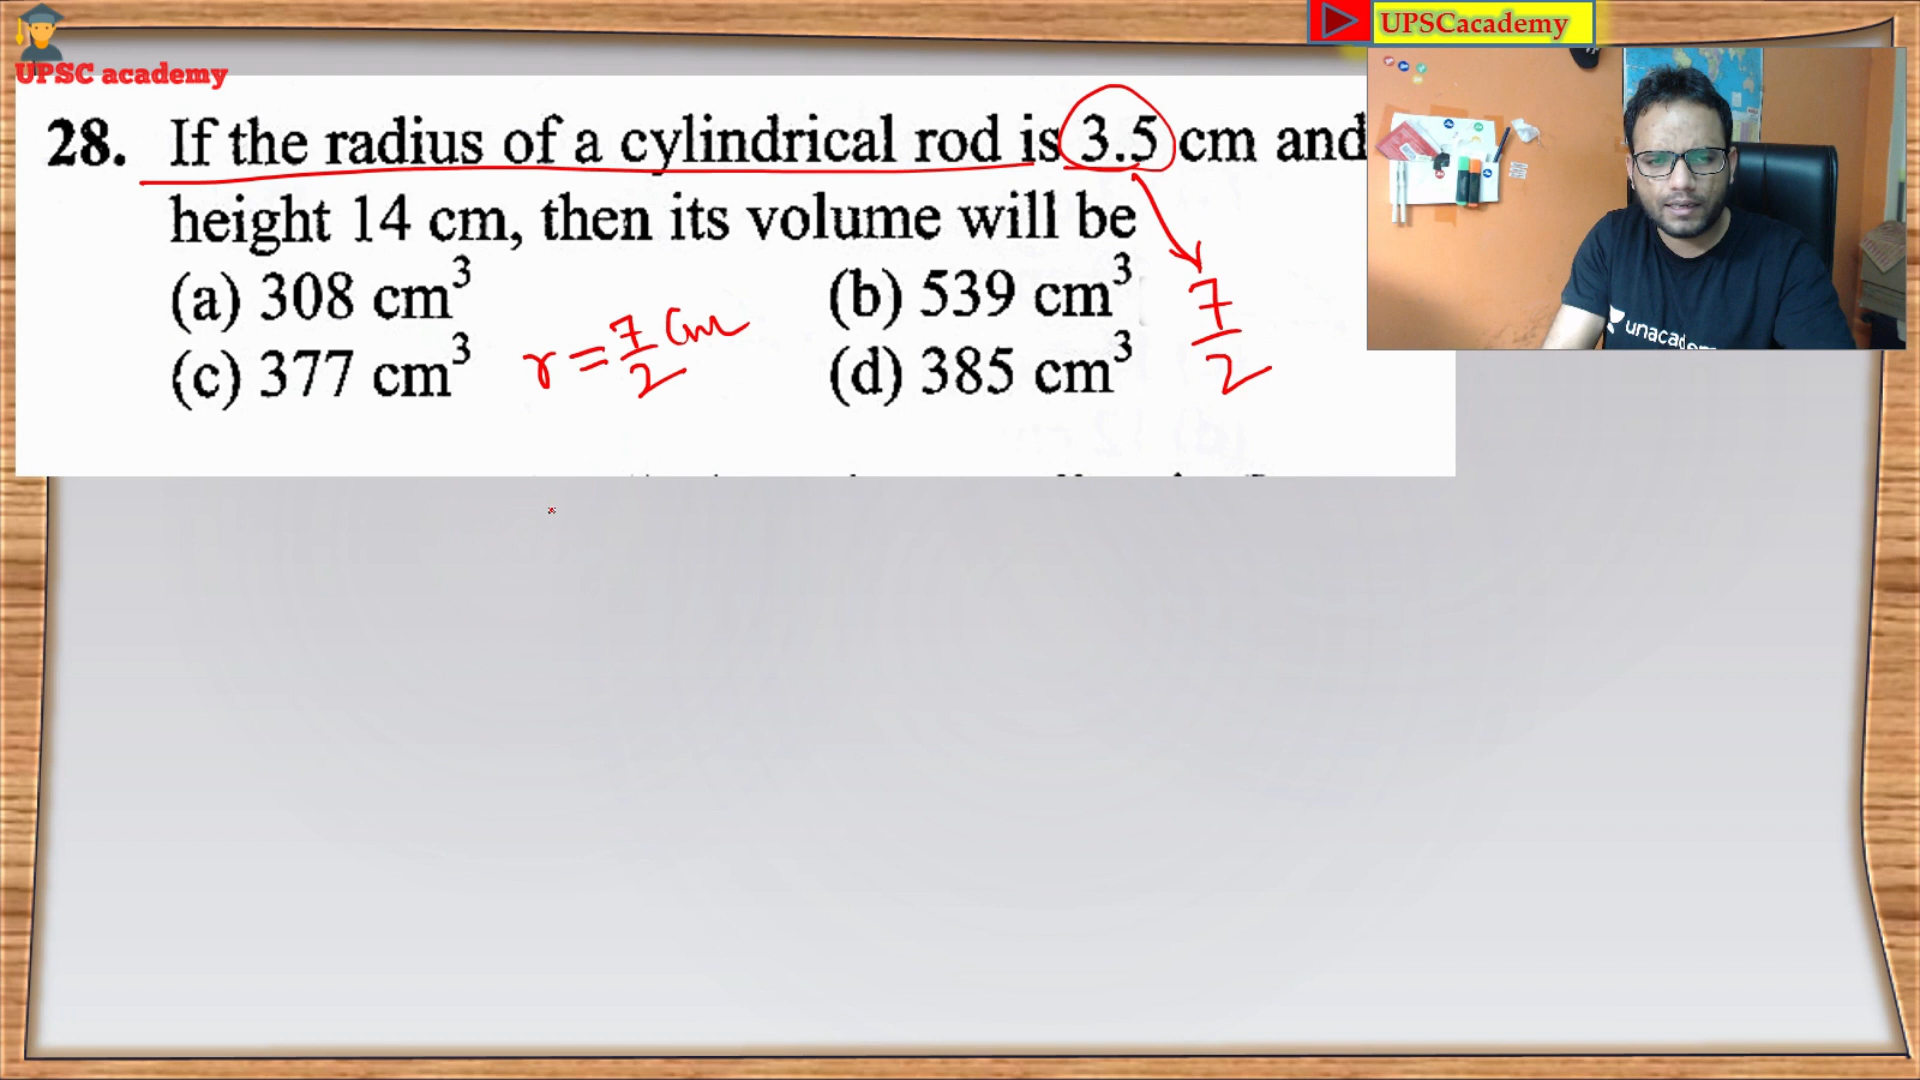 UPSC academy
UPSCacademy
28. If the radius of a cylindrical rod is 3.5 cm and
height 14 cm, then its volume will be
(a) 308 cm³ (b) 539 cm³
(c) 377 cm³ (d) 385 cm³
r = 7/2 cm
7/2